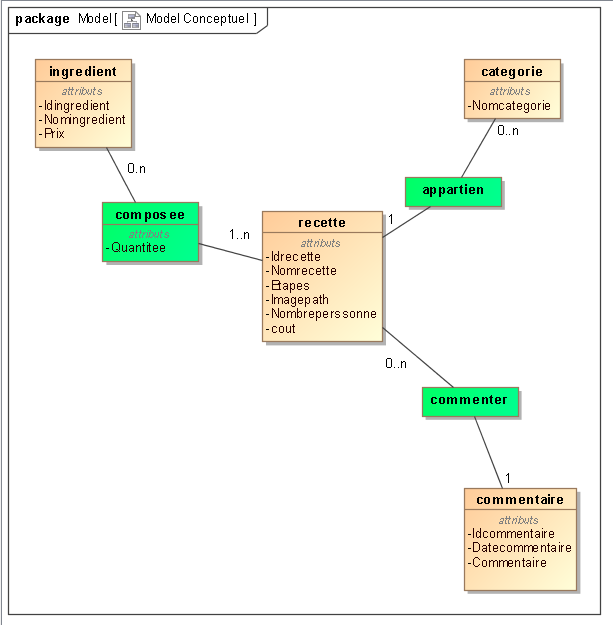 package Model [ Model Conceptuel ]
ingredient
attributs
-Idingredient
-Nomingredient
-Prix
0.n
composee
attributs
-Quantitee
1..n
recette
attributs
-Idrecette
-Nomrecette
-Etapes
-Imagepath
-Nombreperssonne
-cout
categorie
attributs
-Nomcategorie
0..n
appartien
1
0..n
commenter
1
commentaire
attributs
-Idcommentaire
-Datecommentaire
-Commentaire